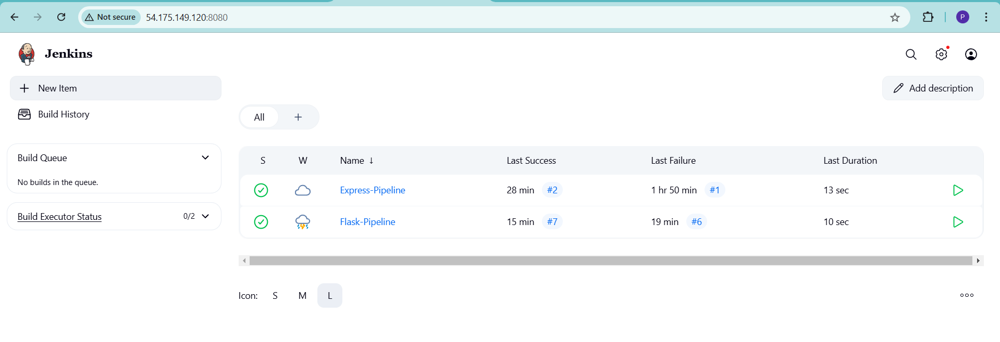 Not secure 54.175.149.120:8080 P
Jenkins
New Item
Add description
Build History
All
Build Queue
No builds in the queue.
Build Executor Status 0/2
S W Name ↓ Last Success Last Failure Last Duration
Express-Pipeline 28 min #2 1 hr 50 min #1 13 sec
Flask-Pipeline 15 min #7 19 min #6 10 sec
Icon: S M L